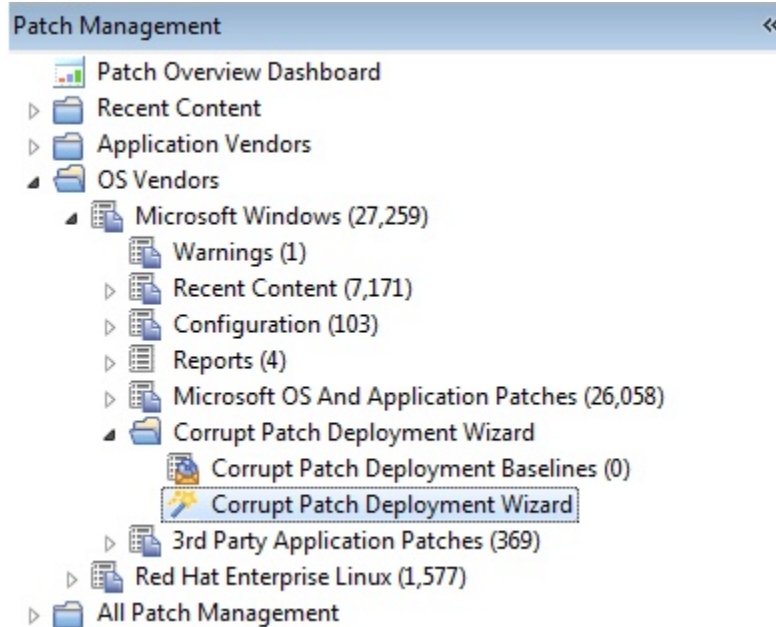 Patch Management
Patch Overview Dashboard
Recent Content
Application Vendors
OS Vendors
Microsoft Windows (27,259)
Warnings (1)
Recent Content (7,171)
Configuration (103)
Reports (4)
Microsoft OS And Application Patches (26,058)
Corrupt Patch Deployment Wizard
Corrupt Patch Deployment Baselines (0)
Corrupt Patch Deployment Wizard
3rd Party Application Patches (369)
Red Hat Enterprise Linux (1,577)
All Patch Management